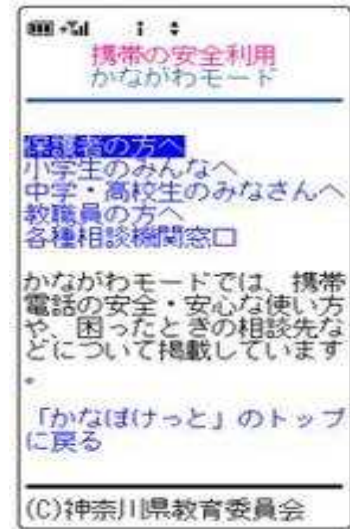 携帯の安全利用
かながわモード
保護者の方へ
小学生のみんなへ
中学・高校生のみなさんへ
教職員の方へ
各種相談機関窓口
かながわモードでは、携帯
電話の安全・安心な使い方
や、困ったときの相談先な
どについて掲載しています
。
「かなぽけっと」のトップ
に戻る
(C)神奈川県教育委員会